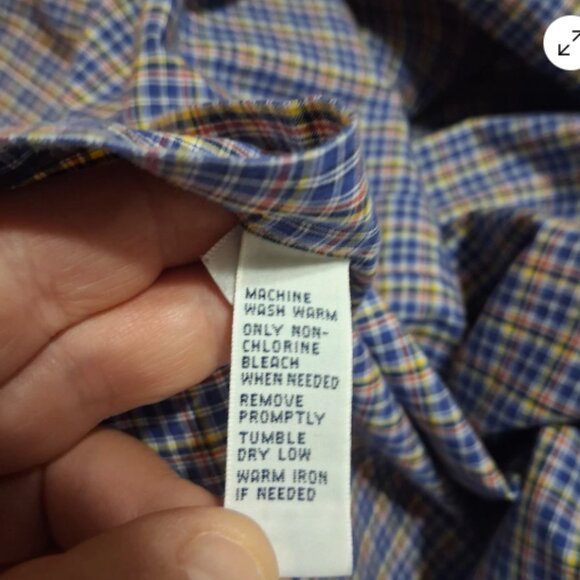 MACHINE
WASH WARM
ONLY NON-
CHLORINE
BLEACH
WHEN NEEDED
REMOVE
PROMPTLY
TUMBLE
DRY LOW
WARM IRON
IF NEEDED